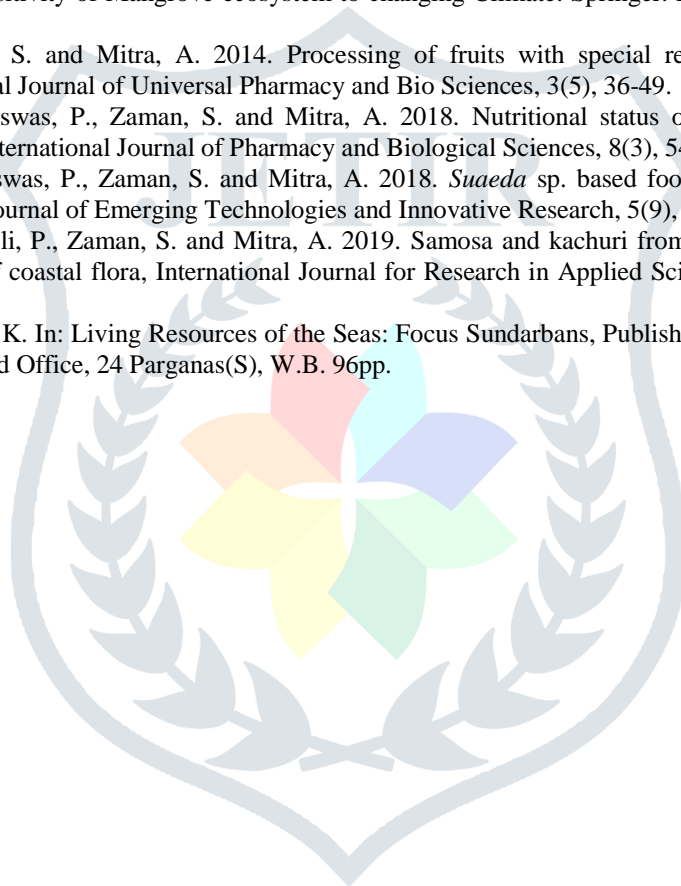 sitivity of Mangrove ecosystem to changing Climate. Springer.
S. and Mitra, A. 2014. Processing of fruits with special re
al Journal of Universal Pharmacy and Bio Sciences, 3(5), 36-49.
swas, P., Zaman, S. and Mitra, A. 2018. Nutritional status o
nternational Journal of Pharmacy and Biological Sciences, 8(3), 54
swas, P., Zaman, S. and Mitra, A. 2018. Suaeda sp. based foo
ournal of Emerging Technologies and Innovative Research, 5(9),
li, P., Zaman, S. and Mitra, A. 2019. Samosa and kachuri from
f coastal flora, International Journal for Research in Applied Sci
K. In: Living Resources of the Seas: Focus Sundarbans, Publish
d Office, 24 Parganas(S), W.B. 96pp.
JETIR